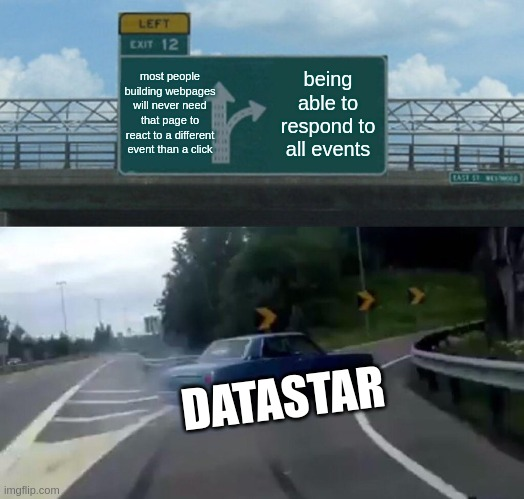 LEFT
EXIT 12
most people
building webpages
will never need
that page to
react to a different
event than a click
being
able to
respond to
all events
DATASTAR
imgflip.com